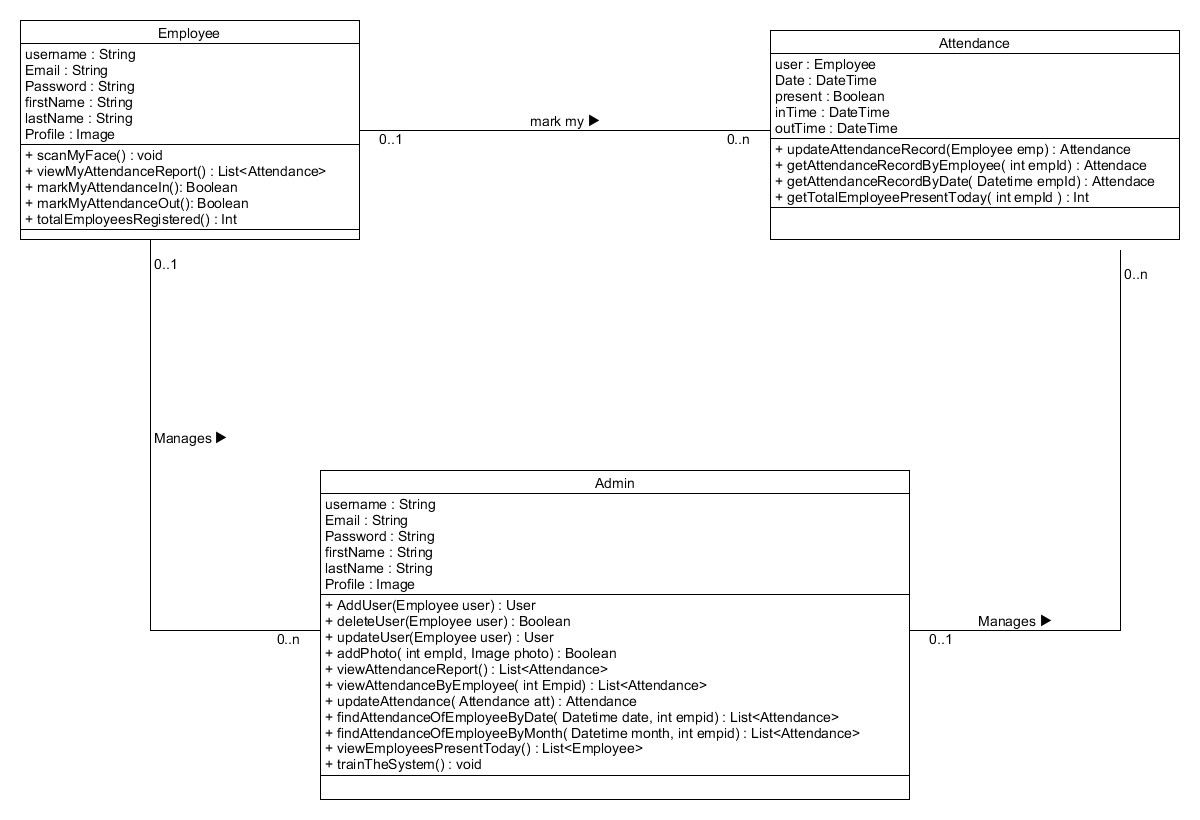 Employee
username : String
Email : String
Password : String
firstName : String
lastName : String
Profile : Image
+ scanMyFace() : void
+ viewMyAttendanceReport() : List<Attendance>
+ markMyAttendanceIn(): Boolean
+ markMyAttendanceOut(): Boolean
+ totalEmployeesRegistered() : Int
mark my ▶
0..1
0..n
Attendance
user : Employee
Date : DateTime
present : Boolean
inTime : DateTime
outTime : DateTime
+ updateAttendanceRecord(Employee emp) : Attendance
+ getAttendanceRecordByEmployee( int empId) : Attendace
+ getAttendanceRecordByDate( Datetime empId) : Attendace
+ getTotalEmployeePresentToday( int empId ) : Int
0..1
0..n
Manages ▶
Admin
username : String
Email : String
Password : String
firstName : String
lastName : String
Profile : Image
+ AddUser(Employee user) : User
+ deleteUser(Employee user) : Boolean
+ updateUser(Employee user) : User
+ addPhoto( int empId, Image photo) : Boolean
+ viewAttendanceReport() : List<Attendance>
+ viewAttendanceByEmployee( int Empid) : List<Attendance>
+ updateAttendance( Attendance att) : Attendance
+ findAttendanceOfEmployeeByDate( Datetime date, int empid) : List<Attendance>
+ findAttendanceOfEmployeeByMonth( Datetime month, int empid) : List<Attendance>
+ viewEmployeesPresentToday() : List<Employee>
+ trainTheSystem() : void
0..n
Manages ▶
0..1